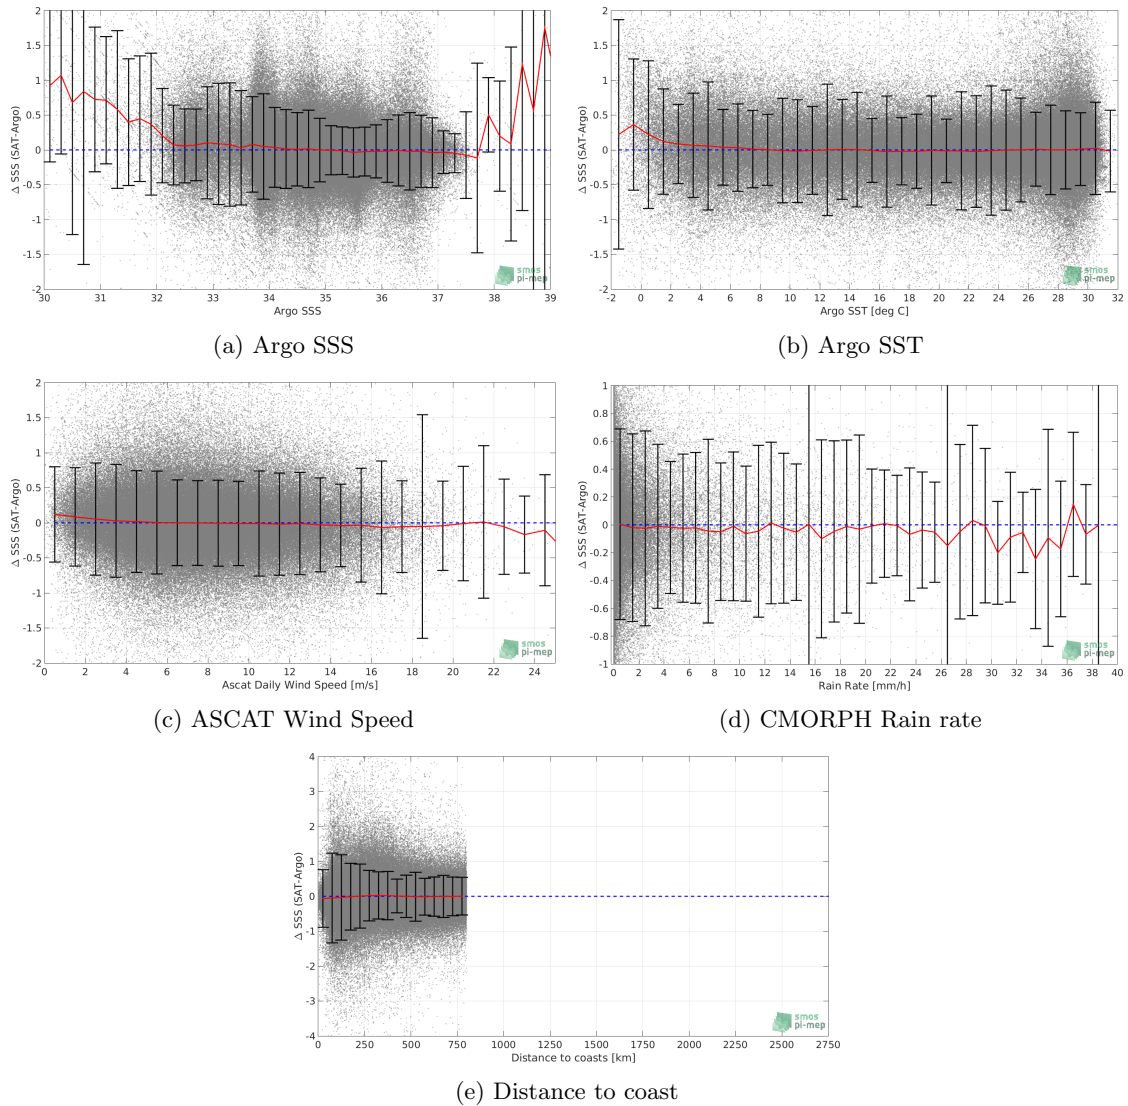 2
1.5
1
0.5
0
-0.5
-1
-1.5
-2
Δ SSS (SAT-Argo)
30 31 32 33 34 35 36 37 38 39
Argo SSS
smos
pi-mep
(a) Argo SSS
2
1.5
1
0.5
0
-0.5
-1
-1.5
-2
Δ SSS (SAT-Argo)
-2 0 2 4 6 8 10 12 14 16 18 20 22 24 26 28 30 32
Argo SST [deg C]
smos
pi-mep
(b) Argo SST
2
1.5
1
0.5
0
-0.5
-1
-1.5
-2
Δ SSS (SAT-Argo)
0 2 4 6 8 10 12 14 16 18 20 22 24
Ascat Daily Wind Speed [m/s]
smos
pi-mep
(c) ASCAT Wind Speed
1
0.8
0.6
0.4
0.2
0
-0.2
-0.4
-0.6
-0.8
-1
Δ SSS (SAT-Argo)
0 2 4 6 8 10 12 14 16 18 20 22 24 26 28 30 32 34 36 38 40
Rain Rate [mm/h]
smos
pi-mep
(d) CMORPH Rain rate
4
3
2
1
0
-1
-2
-3
-4
Δ SSS (SAT-Argo)
0 250 500 750 1000 1250 1500 1750 2000 2250 2500 2750
Distance to coasts [km]
smos
pi-mep
(e) Distance to coast